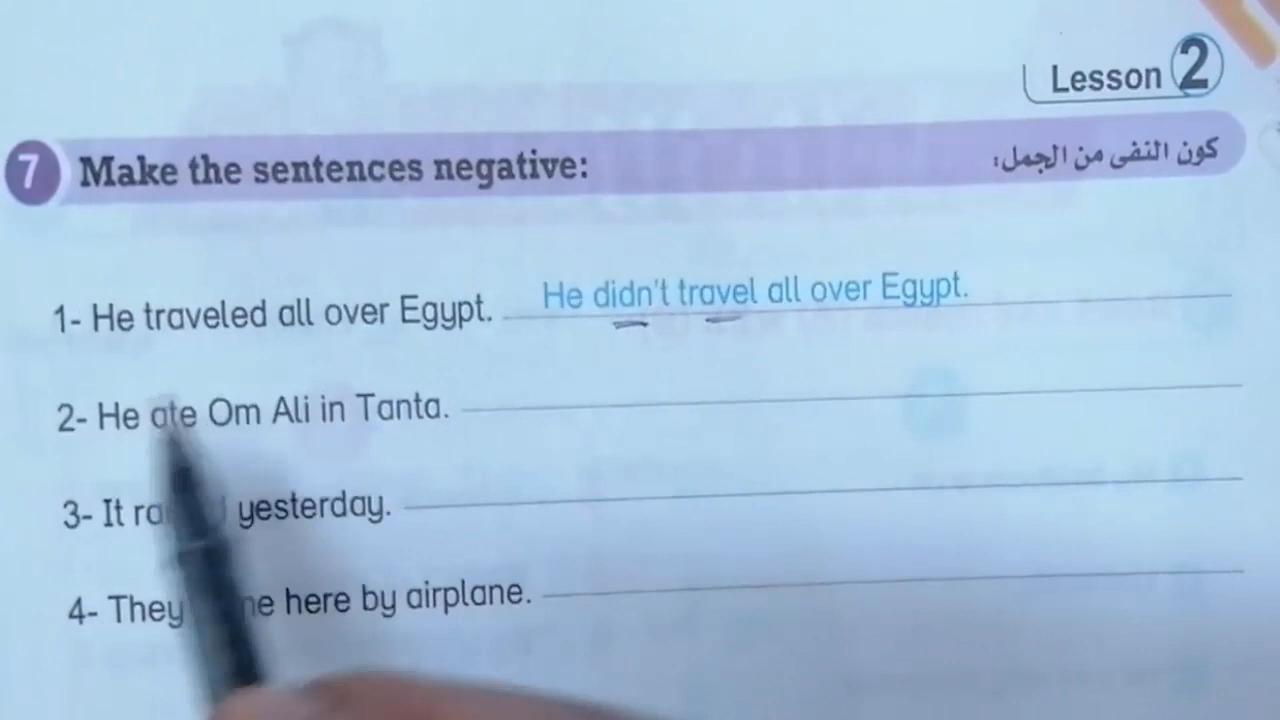 Lesson 2
7 Make the sentences negative: كون النفى من الجمل:
1- He traveled all over Egypt. He didn't travel all over Egypt.
2- He ate Om Ali in Tanta.
3- It yesterday.
4- They here by airplane.